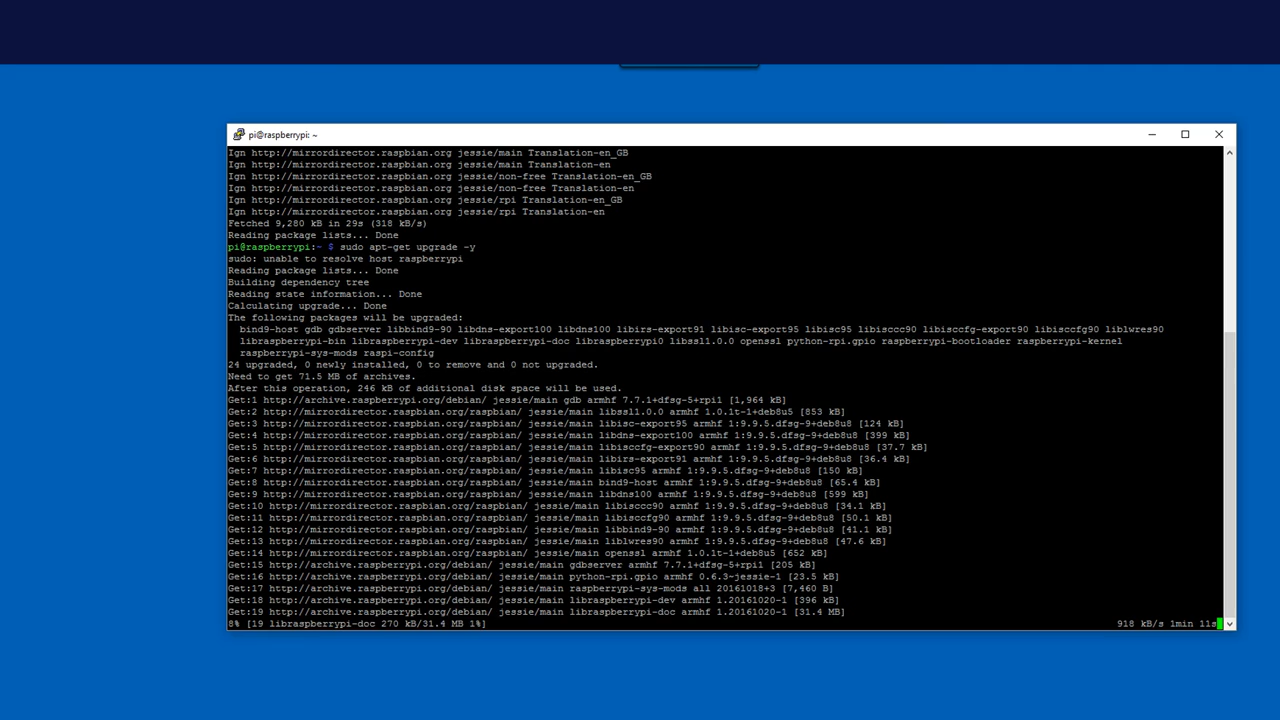 pi@raspberrypi: ~
Ign http://mirrordirector.raspbian.org jessie/main Translation-en_GB
Ign http://mirrordirector.raspbian.org jessie/main Translation-en
Ign http://mirrordirector.raspbian.org jessie/non-free Translation-en_GB
Ign http://mirrordirector.raspbian.org jessie/non-free Translation-en
Ign http://mirrordirector.raspbian.org jessie/rpi Translation-en_GB
Ign http://mirrordirector.raspbian.org jessie/rpi Translation-en
Fetched 9,280 kB in 29s (318 kB/s)
Reading package lists... Done
pi@raspberrypi:~ $ sudo apt-get upgrade -y
sudo: unable to resolve host raspberrypi
Reading package lists... Done
Building dependency tree
Reading state information... Done
Calculating upgrade... Done
The following packages will be upgraded:
bind9-host gdb gdbserver libbind9-90 libdns-export100 libdns100 libirs-export91 libisc-export95 libisc95 libisccc90 libisccfg-export90 libisccfg90 liblwres90
libraspberrypi-bin libraspberrypi-dev libraspberrypi-doc libraspberrypi0 libssl1.0.0 openssl python-rpi.gpio raspberrypi-bootloader raspberrypi-kernel
raspberrypi-sys-mods raspi-config
24 upgraded, 0 newly installed, 0 to remove and 0 not upgraded.
Need to get 71.5 MB of archives.
After this operation, 246 kB of additional disk space will be used.
Get:1 http://archive.raspberrypi.org/debian/ jessie/main gdb armhf 7.7.1+dfsg-5+rpi1 [1,964 kB]
Get:2 http://mirrordirector.raspbian.org/raspbian/ jessie/main libssl1.0.0 armhf 1.0.1t-1+deb8u5 [853 kB]
Get:3 http://mirrordirector.raspbian.org/raspbian/ jessie/main libisc-export95 armhf 1:9.9.5.dfsg-9+deb8u8 [124 kB]
Get:4 http://mirrordirector.raspbian.org/raspbian/ jessie/main libdns-export100 armhf 1:9.9.5.dfsg-9+deb8u8 [399 kB]
Get:5 http://mirrordirector.raspbian.org/raspbian/ jessie/main libisccfg-export90 armhf 1:9.9.5.dfsg-9+deb8u8 [37.7 kB]
Get:6 http://mirrordirector.raspbian.org/raspbian/ jessie/main libirs-export91 armhf 1:9.9.5.dfsg-9+deb8u8 [36.4 kB]
Get:7 http://mirrordirector.raspbian.org/raspbian/ jessie/main libisc95 armhf 1:9.9.5.dfsg-9+deb8u8 [150 kB]
Get:8 http://mirrordirector.raspbian.org/raspbian/ jessie/main bind9-host armhf 1:9.9.5.dfsg-9+deb8u8 [65.4 kB]
Get:9 http://mirrordirector.raspbian.org/raspbian/ jessie/main libdns100 armhf 1:9.9.5.dfsg-9+deb8u8 [599 kB]
Get:10 http://mirrordirector.raspbian.org/raspbian/ jessie/main libisccc90 armhf 1:9.9.5.dfsg-9+deb8u8 [34.1 kB]
Get:11 http://mirrordirector.raspbian.org/raspbian/ jessie/main libisccfg90 armhf 1:9.9.5.dfsg-9+deb8u8 [50.1 kB]
Get:12 http://mirrordirector.raspbian.org/raspbian/ jessie/main libbind9-90 armhf 1:9.9.5.dfsg-9+deb8u8 [41.1 kB]
Get:13 http://mirrordirector.raspbian.org/raspbian/ jessie/main liblwres90 armhf 1:9.9.5.dfsg-9+deb8u8 [47.6 kB]
Get:14 http://mirrordirector.raspbian.org/raspbian/ jessie/main openssl armhf 1.0.1t-1+deb8u5 [652 kB]
Get:15 http://archive.raspberrypi.org/debian/ jessie/main gdbserver armhf 7.7.1+dfsg-5+rpi1 [205 kB]
Get:16 http://archive.raspberrypi.org/debian/ jessie/main python-rpi.gpio armhf 0.6.3~jessie-1 [23.5 kB]
Get:17 http://archive.raspberrypi.org/debian/ jessie/main raspberrypi-sys-mods all 20161018+3 [7,460 B]
Get:18 http://archive.raspberrypi.org/debian/ jessie/main libraspberrypi-dev armhf 1.20161020-1 [396 kB]
Get:19 http://archive.raspberrypi.org/debian/ jessie/main libraspberrypi-doc armhf 1.20161020-1 [31.4 MB]
8% [19 libraspberrypi-doc 270 kB/31.4 MB 1%] 918 kB/s 1min 11s